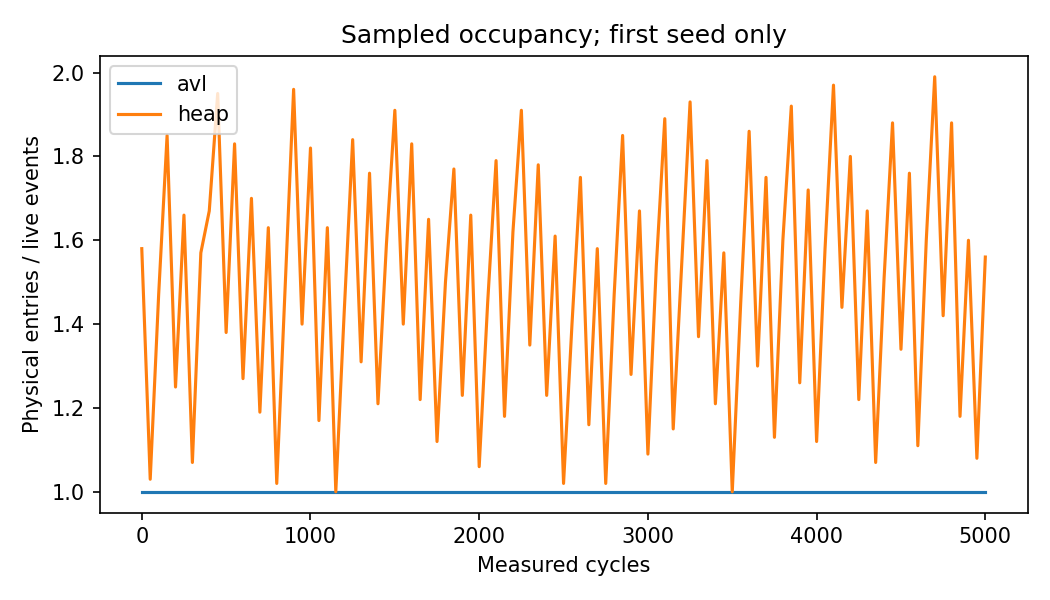 Sampled occupancy; first seed only
avl
heap
Physical entries / live events
2.0
1.8
1.6
1.4
1.2
1.0
0 1000 2000 3000 4000 5000
Measured cycles